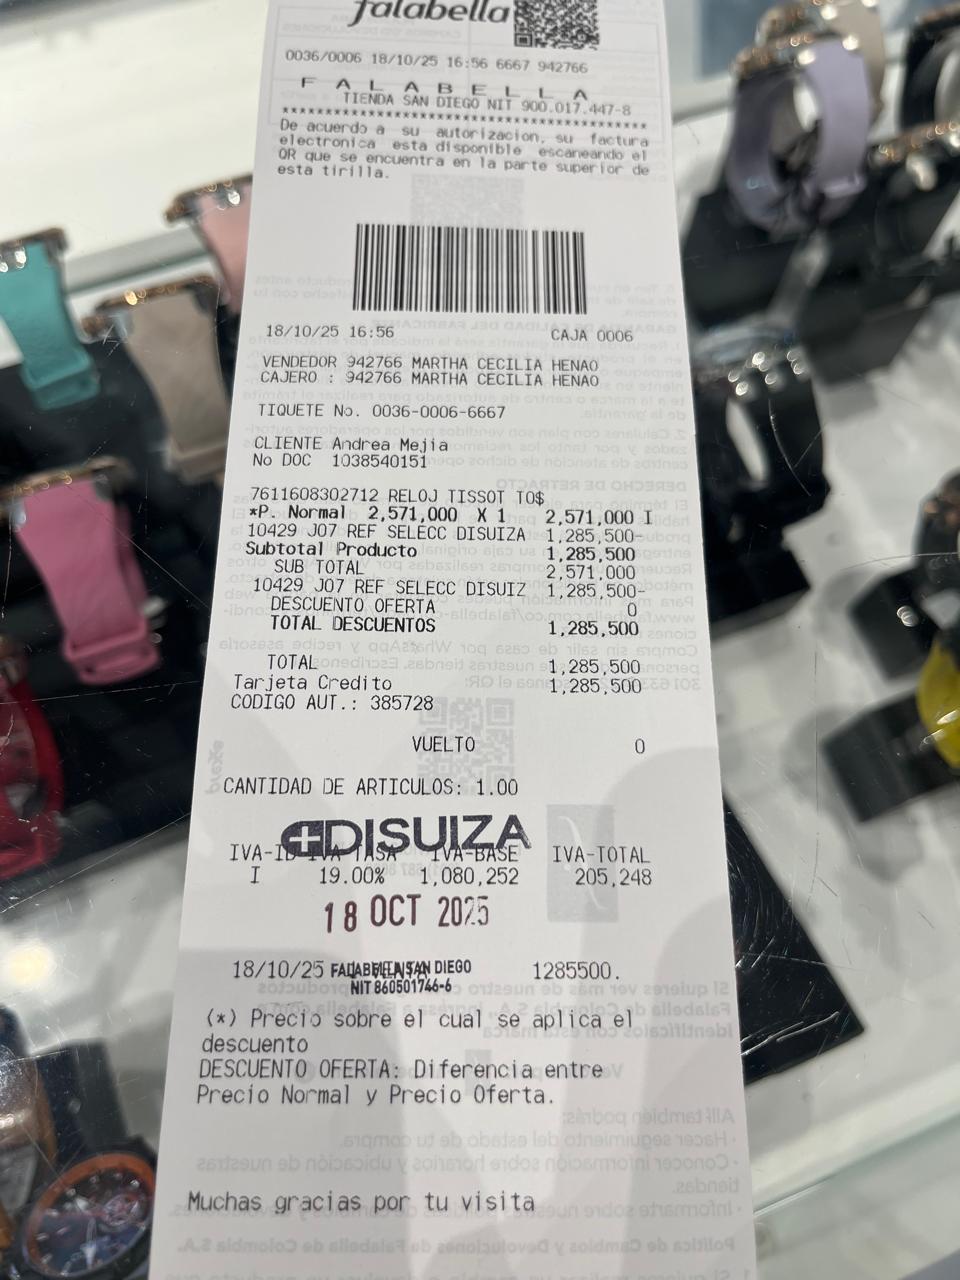 falabella
0036/0006 18/10/25 16:56 6667 942766
F A L A B E L L A
TIENDA SAN DIEGO NIT 900.017.447-8
****************************************
De acuerdo a su autorizacion, su factura
electronica esta disponible escaneando el
QR que se encuentra en la parte superior de
esta tirilla.
18/10/25 16:56 CAJA 0006
VENDEDOR 942766 MARTHA CECILIA HENAO
CAJERO : 942766 MARTHA CECILIA HENAO
TIQUETE No. 0036-0006-6667
CLIENTE Andrea Mejia
No DOC 1038540151
7611608302712 RELOJ TISSOT TO$
*P. Normal 2,571,000 X 1 2,571,000 I
10429 J07 REF SELECC DISUIZA 1,285,500-
Subtotal Producto 1,285,500
SUB TOTAL 2,571,000
10429 J07 REF SELECC DISUIZ 1,285,500-
DESCUENTO OFERTA 0
TOTAL DESCUENTOS 1,285,500
TOTAL 1,285,500
Tarjeta Credito 1,285,500
CODIGO AUT.: 385728
VUELTO 0
CANTIDAD DE ARTICULOS: 1.00
DISUIZA
IVA-ID IVA TASA IVA-BASE IVA-TOTAL
I 19.00% 1,080,252 205,248
18 OCT 2025
18/10/25 FALABELLA SAN DIEGO 1285500.
NIT 860501746-6
(*) Precio sobre el cual se aplica el
descuento
DESCUENTO OFERTA: Diferencia entre
Precio Normal y Precio Oferta.
Muchas gracias por tu visita